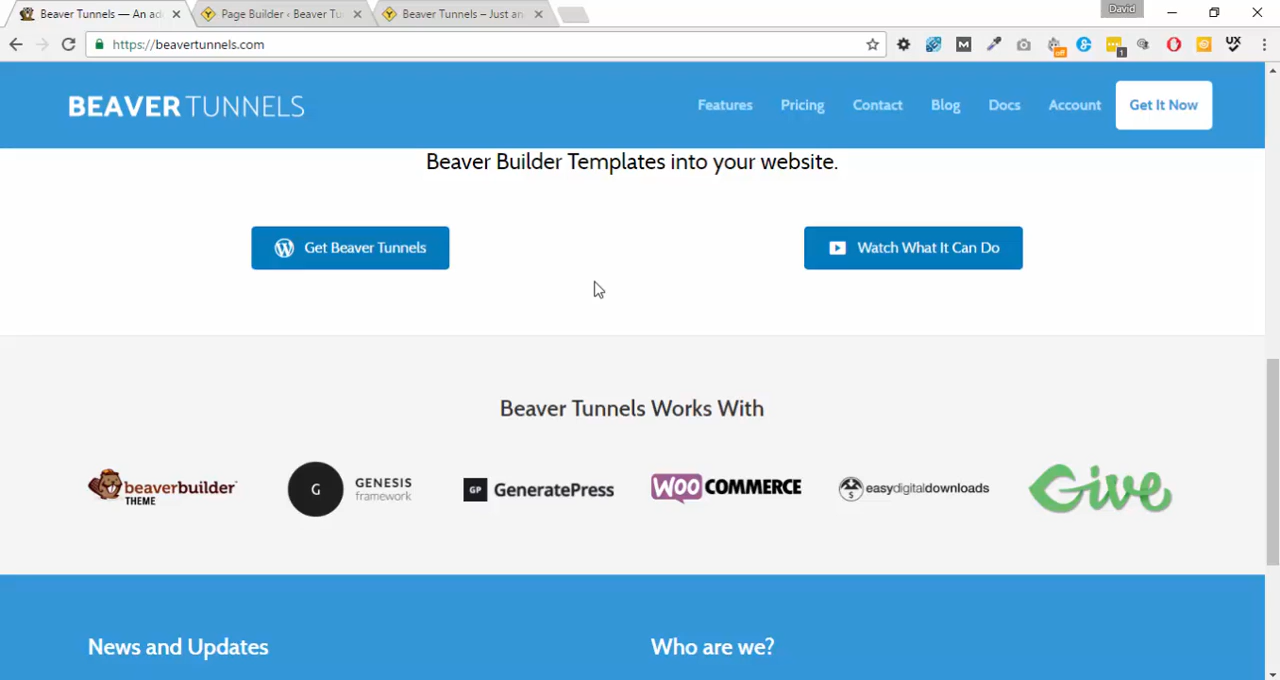 Beaver Tunnels — An ad
Page Builder ‹ Beaver Tu
Beaver Tunnels – Just an
David
https://beavertunnels.com
M
off
1
UX
BEAVER TUNNELS
Features
Pricing
Contact
Blog
Docs
Account
Get It Now
Beaver Builder Templates into your website.
Get Beaver Tunnels
Watch What It Can Do
Beaver Tunnels Works With
beaverbuilder
THEME
G
GENESIS
framework
GP
GeneratePress
WOO COMMERCE
easydigitaldownloads
Give
News and Updates
Who are we?